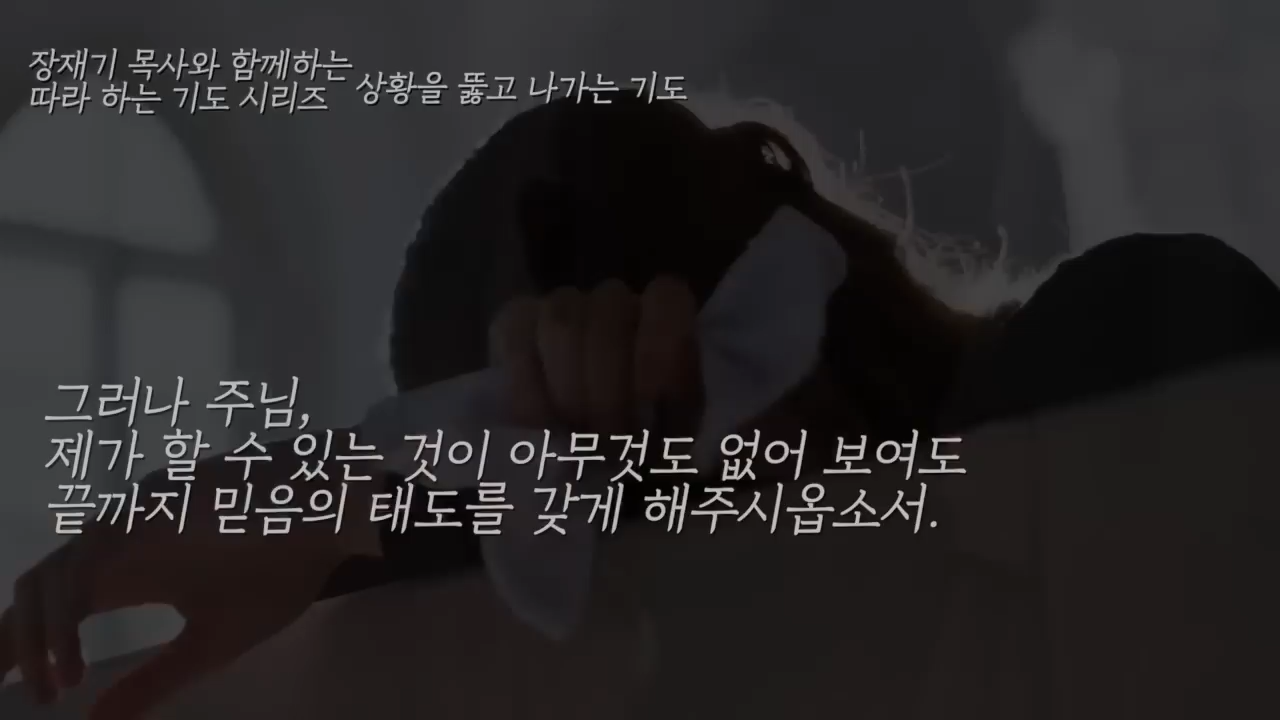 장재기 목사와 함께하는
따라 하는 기도 시리즈
상황을 뚫고 나가는 기도
그러나 주님,
제가 할 수 있는 것이 아무것도 없어 보여도
끝까지 믿음의 태도를 갖게 해주시옵소서.